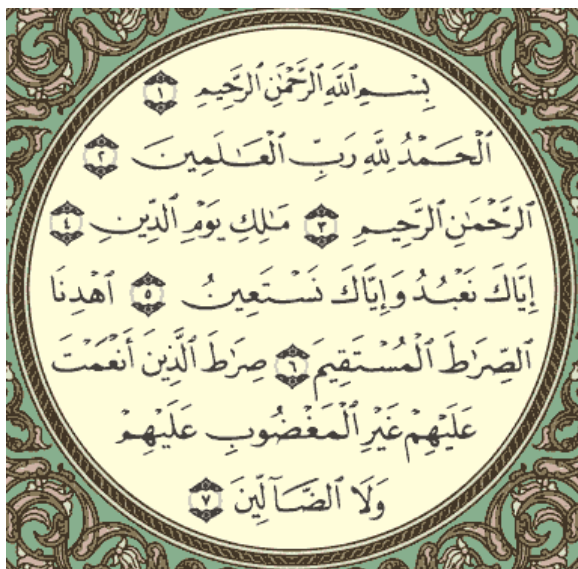 بِسۡمِ ٱللَّهِ ٱلرَّحۡمَٰنِ ٱلرَّحِيمِ ١
ٱلۡحَمۡدُ لِلَّهِ رَبِّ ٱلۡعَٰلَمِينَ ٢
ٱلرَّحۡمَٰنِ ٱلرَّحِيمِ ٣ مَٰلِكِ يَوۡمِ ٱلدِّينِ ٤
إِيَّاكَ نَعۡبُدُ وَإِيَّاكَ نَسۡتَعِينُ ٥ ٱهۡدِنَا
ٱلصِّرَٰطَ ٱلۡمُسۡتَقِيمَ ٦ صِرَٰطَ ٱلَّذِينَ أَنۡعَمۡتَ
عَلَيۡهِمۡ غَيۡرِ ٱلۡمَغۡضُوبِ عَلَيۡهِمۡ
وَلَا ٱلضَّآلِّينَ ٧